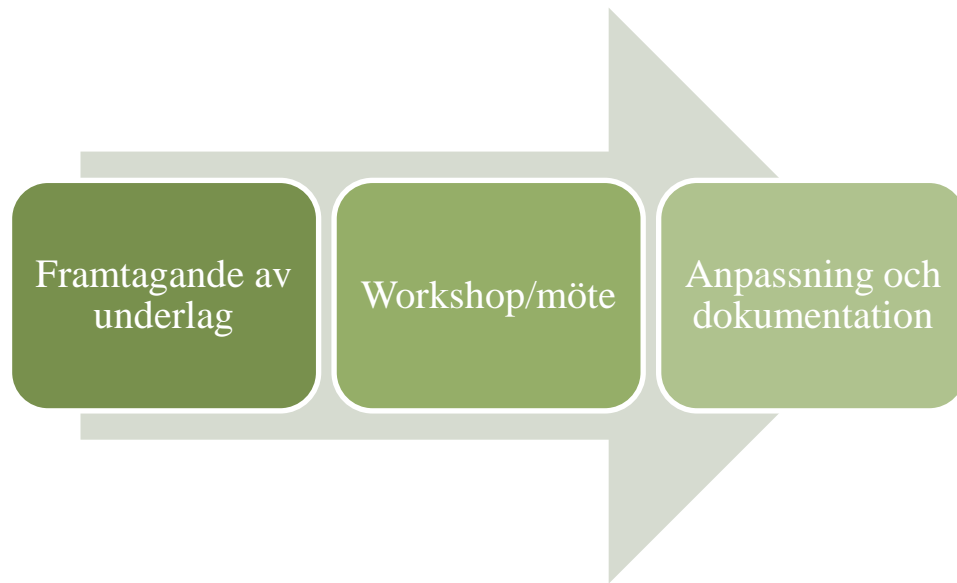 Framtagande av
underlag
Workshop/möte
Anpassning och
dokumentation